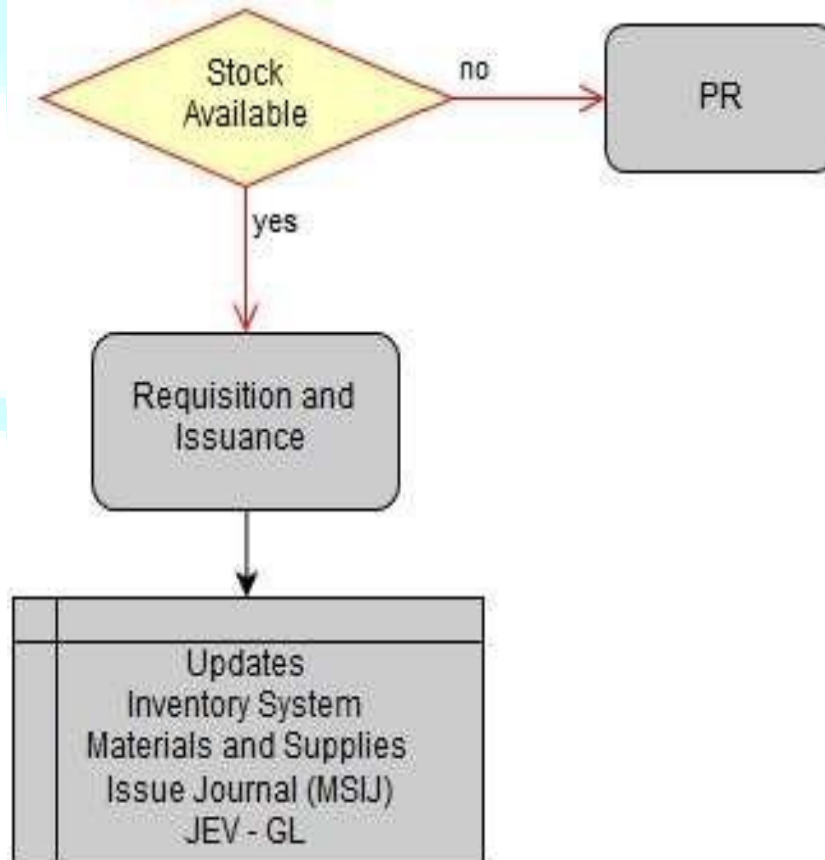 Stock
Available
no
PR
yes
Requisition and
Issuance
Updates
Inventory System
Materials and Supplies
Issue Journal (MSIJ)
JEV - GL